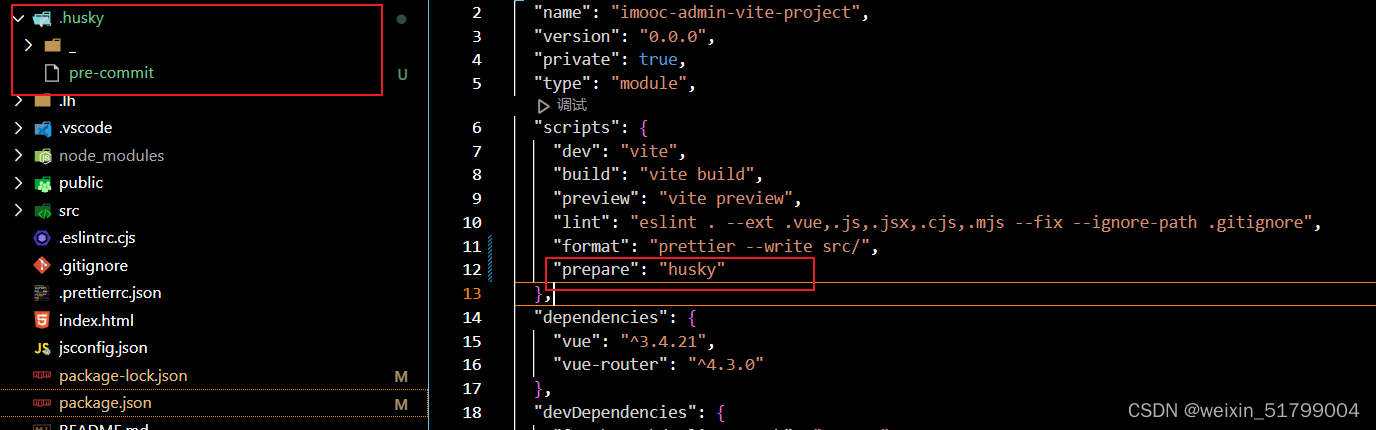 .husky
_
pre-commit U
.lh
.vscode
node_modules
public
src
.eslintrc.cjs
.gitignore
.prettierrc.json
index.html
jsconfig.json
package-lock.json M
package.json M
README.md
2 "name": "imooc-admin-vite-project",
3 "version": "0.0.0",
4 "private": true,
5 "type": "module",
调试
6 "scripts": {
7 "dev": "vite",
8 "build": "vite build",
9 "preview": "vite preview",
10 "lint": "eslint . --ext .vue,.js,.jsx,.cjs,.mjs --fix --ignore-path .gitignore",
11 "format": "prettier --write src/",
12 "prepare": "husky"
13 },
14 "dependencies": {
15 "vue": "^3.4.21",
16 "vue-router": "^4.3.0"
17 },
18 "devDependencies": {
CSDN @weixin_51799004